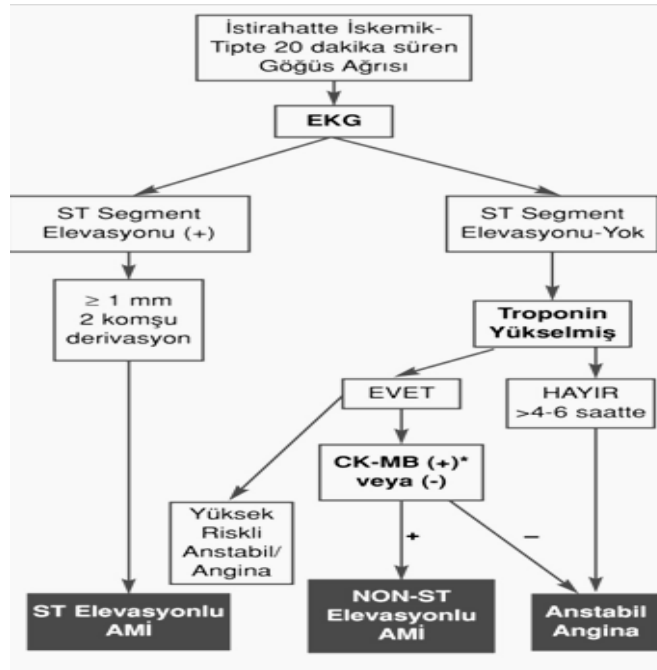 İstirahatte İskemik-
Tipte 20 dakika süren
Göğüs Ağrısı
EKG
ST Segment
Elevasyonu (+)
ST Segment
Elevasyonu-Yok
≥ 1 mm
2 komşu
derivasyon
Troponin
Yükselmiş
EVET
HAYIR
>4-6 saatte
CK-MB (+)*
veya (-)
Yüksek
Riskli
Anstabil/
Angina
+
–
ST Elevasyonlu
AMİ
NON-ST
Elevasyonlu
AMİ
Anstabil
Angina